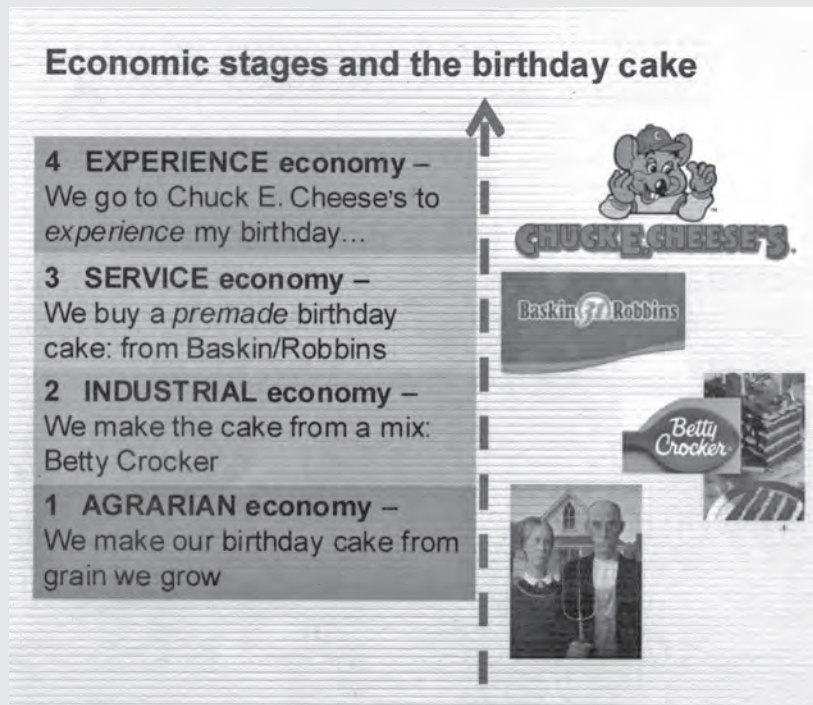 Economic stages and the birthday cake
4 EXPERIENCE economy –
We go to Chuck E. Cheese's to
experience my birthday…
3 SERVICE economy –
We buy a premade birthday
cake: from Baskin/Robbins
2 INDUSTRIAL economy –
We make the cake from a mix:
Betty Crocker
1 AGRARIAN economy –
We make our birthday cake from
grain we grow
CHUCK E. CHEESE'S
Baskin 31 Robbins
Betty
Crocker